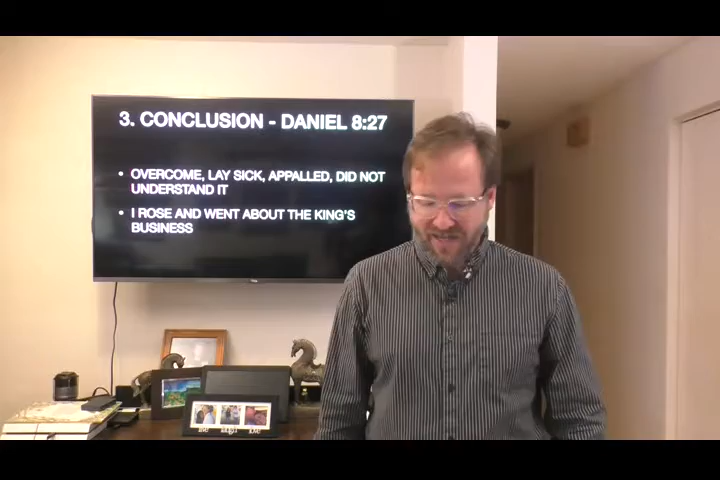 3. CONCLUSION - DANIEL 8:27
• OVERCOME, LAY SICK, APPALLED, DID NOT
UNDERSTAND IT
• I ROSE AND WENT ABOUT THE KING'S
BUSINESS